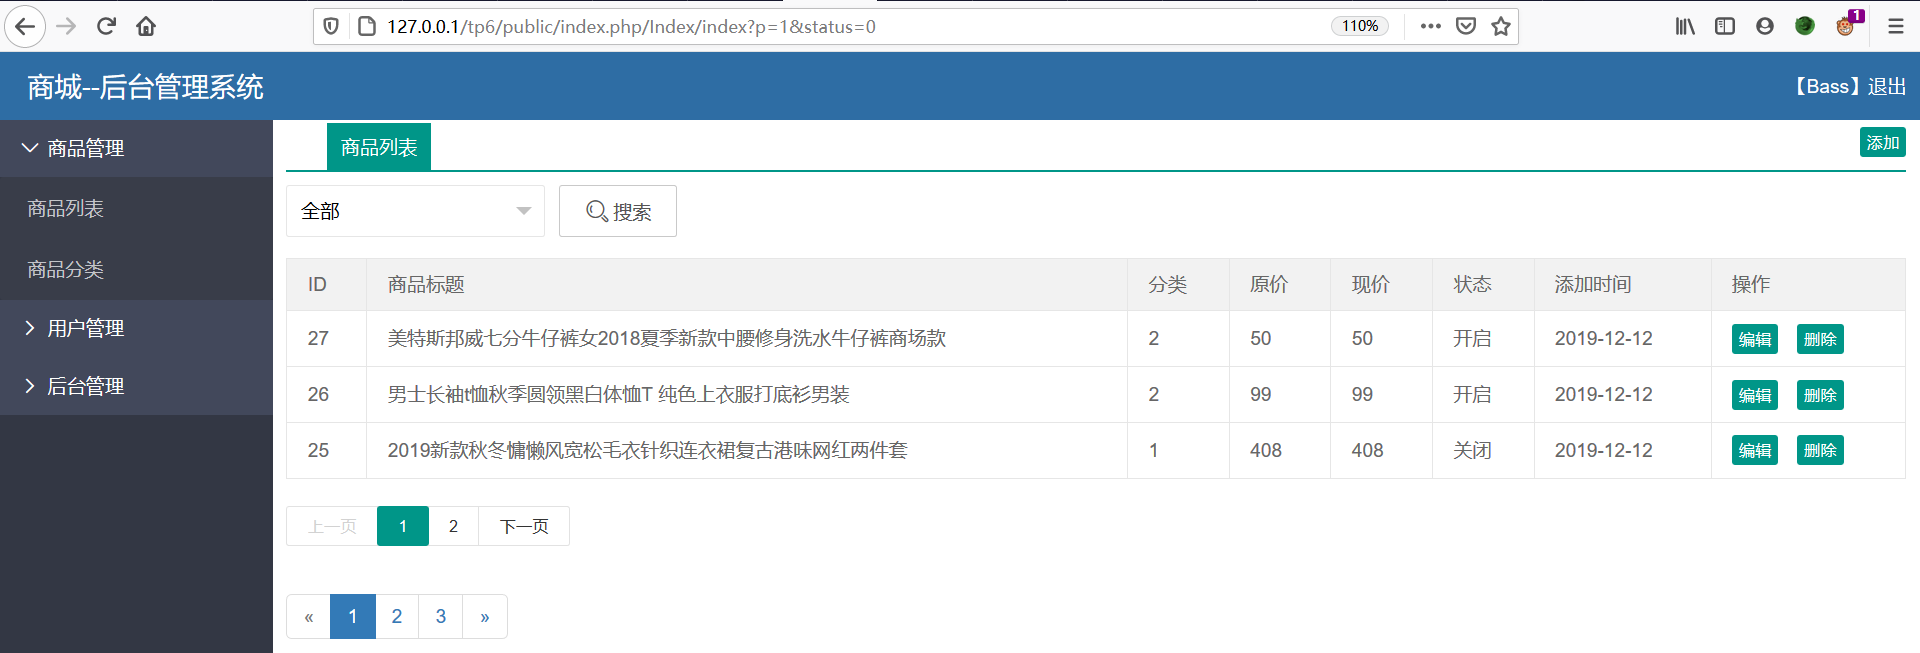 127.0.0.1/tp6/public/index.php/Index/index?p=1&status=0
110%
1
商城--后台管理系统
【Bass】退出
商品管理
商品列表
商品分类
用户管理
后台管理
商品列表
添加
全部
搜索
ID 商品标题 分类 原价 现价 状态 添加时间 操作
27 美特斯邦威七分牛仔裤女2018夏季新款中腰修身洗水牛仔裤商场款 2 50 50 开启 2019-12-12 编辑 删除
26 男士长袖t恤秋季圆领黑白体恤T 纯色上衣服打底衫男装 2 99 99 开启 2019-12-12 编辑 删除
25 2019新款秋冬慵懒风宽松毛衣针织连衣裙复古港味网红两件套 1 408 408 关闭 2019-12-12 编辑 删除
上一页 1 2 下一页
« 1 2 3 »